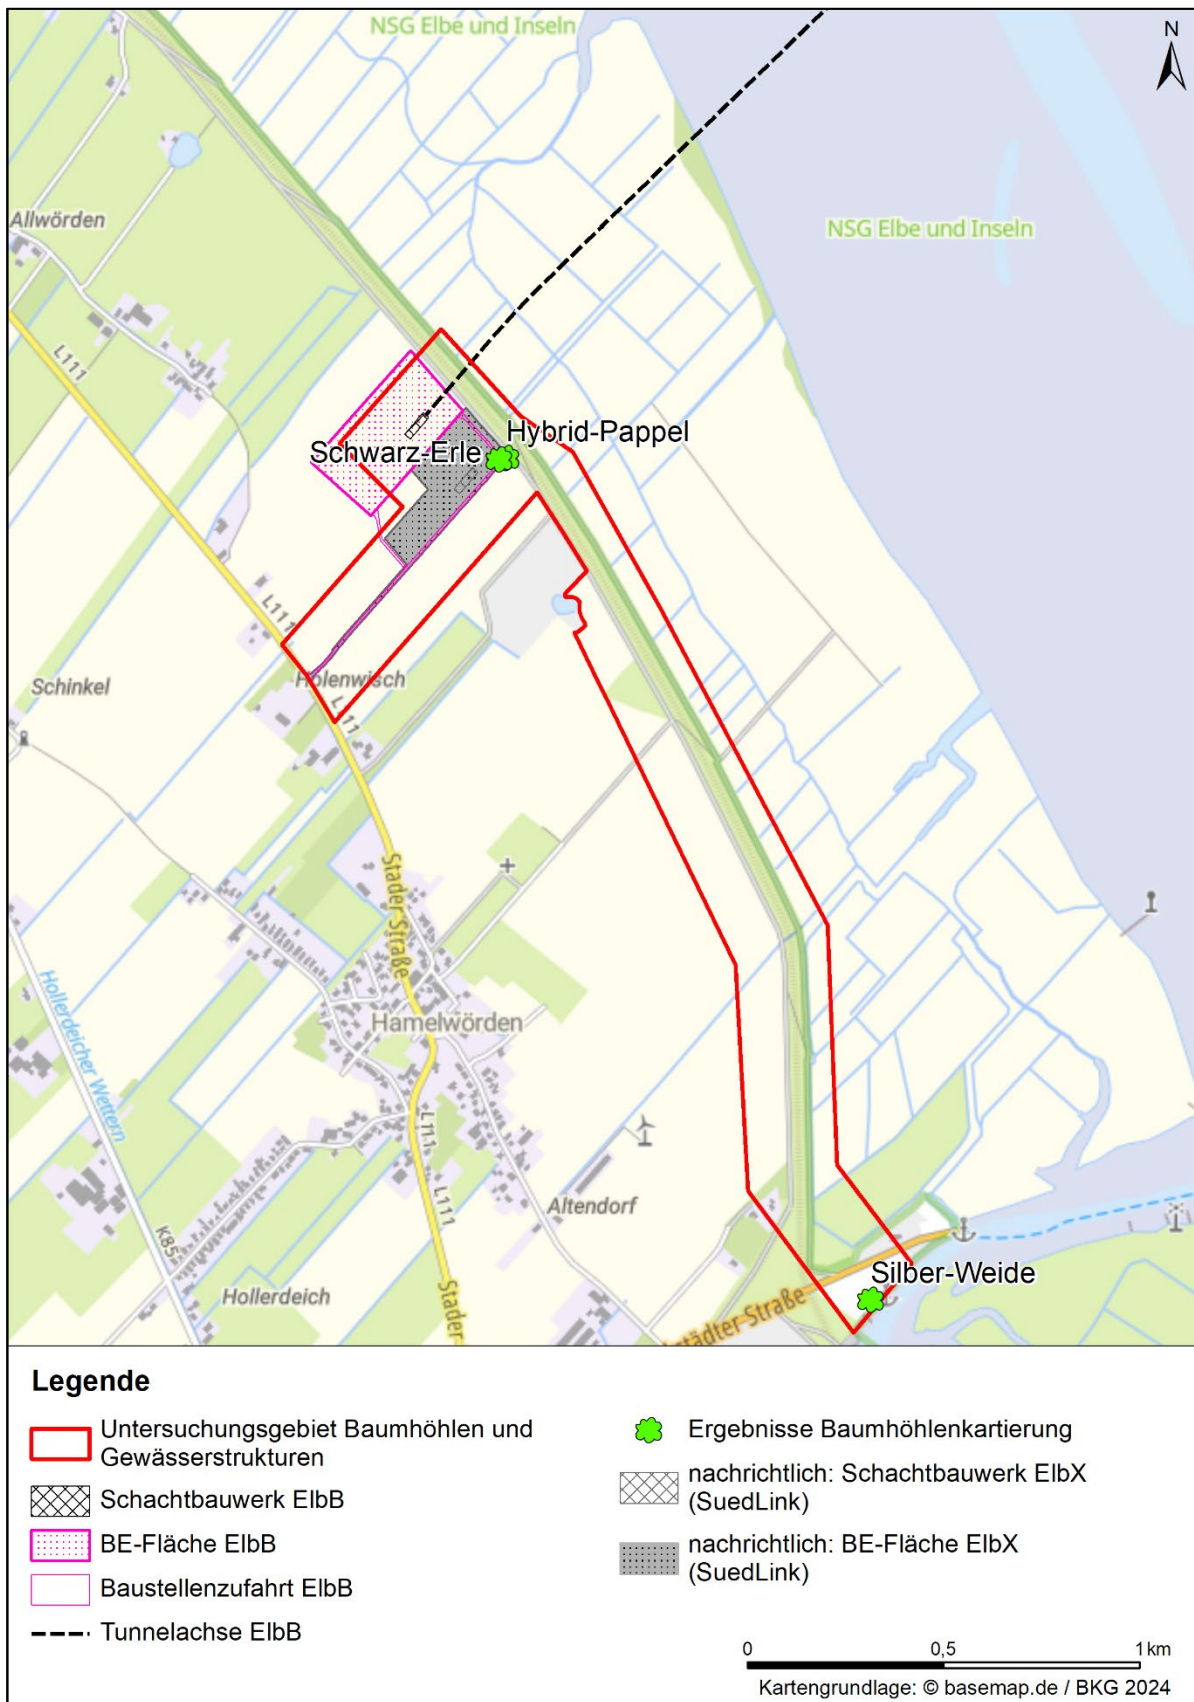 NSG Elbe und Inseln
N
Allwörden
NSG Elbe und Inseln
L111
Hybrid-Pappel
Schwarz-Erle
L111
Schinkel
Holenwisch
L111
Stader Straße
Hollerdeicher Wettern
Hamelwörden
L111
L111
Altendorf
K85
Hollerdeich
Stader
Silber-Weide
städter Straße
Legende
Untersuchungsgebiet Baumhöhlen und
Gewässerstrukturen
Schachtbauwerk ElbB
BE-Fläche ElbB
Baustellenzufahrt ElbB
Tunnelachse ElbB
Ergebnisse Baumhöhlenkartierung
nachrichtlich: Schachtbauwerk ElbX
(SuedLink)
nachrichtlich: BE-Fläche ElbX
(SuedLink)
0 0,5 1 km
Kartengrundlage: © basemap.de / BKG 2024